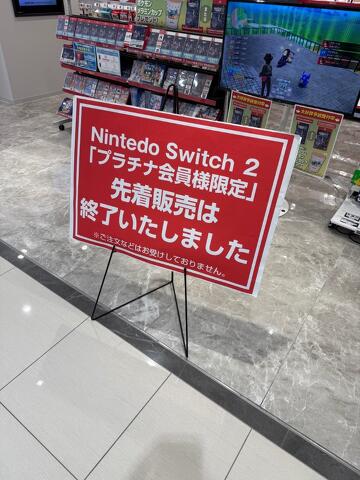 Nintedo Switch 2
「プラチナ会員様限定」
先着販売は
終了いたしました
※ご注文などはお受けしておりません。